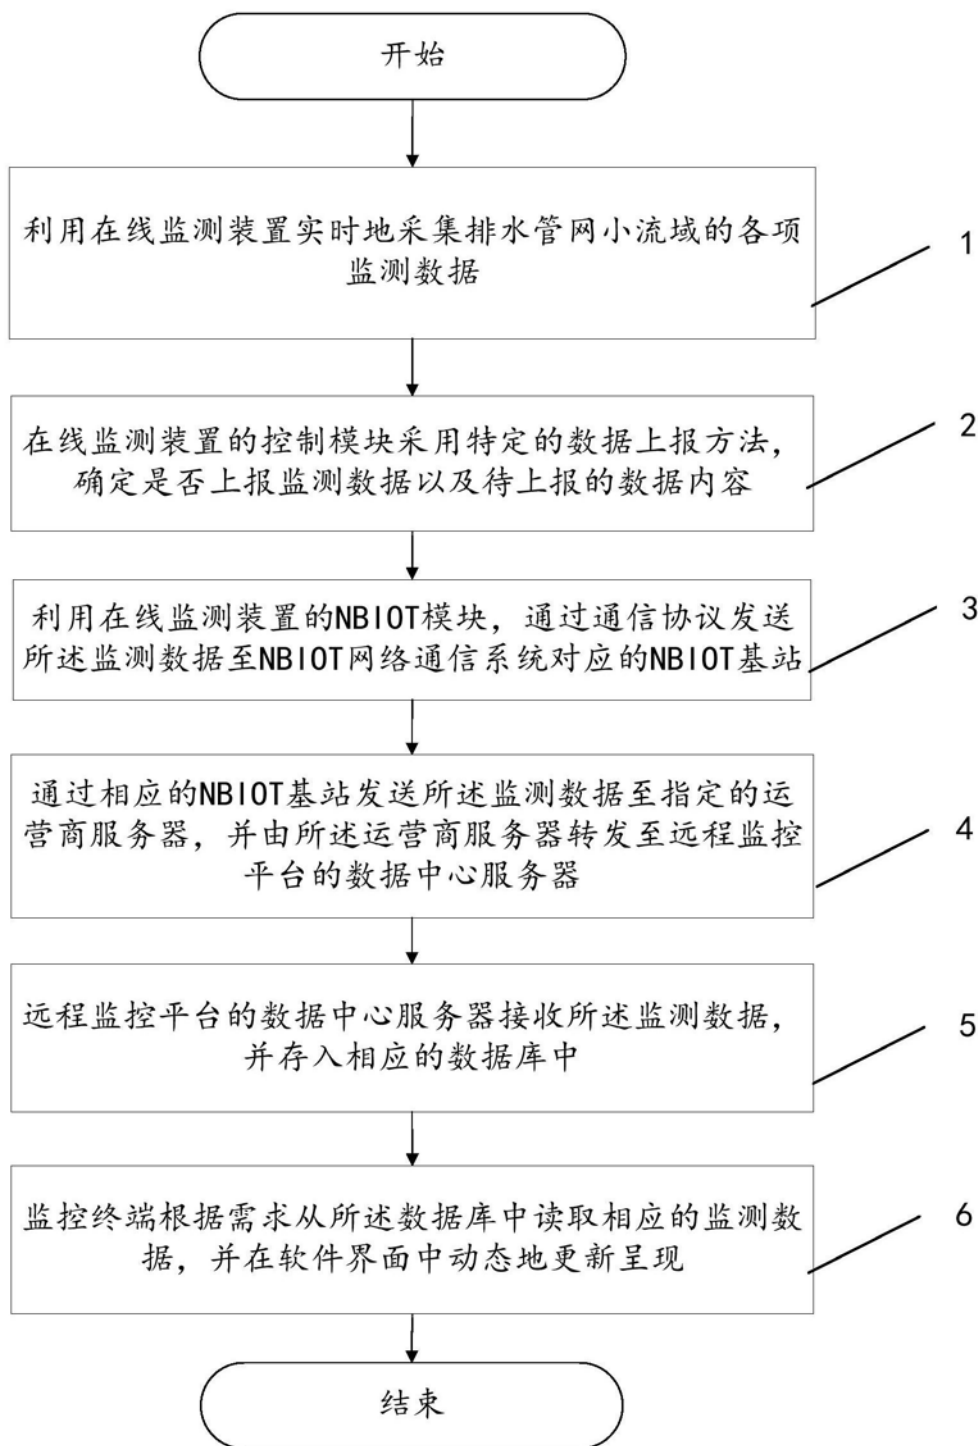 开始
利用在线监测装置实时地采集排水管网小流域的各项
监测数据
1
在线监测装置的控制模块采用特定的数据上报方法，
确定是否上报监测数据以及待上报的数据内容
2
利用在线监测装置的NBIOT模块，通过通信协议发送
所述监测数据至NBIOT网络通信系统对应的NBIOT基站
3
通过相应的NBIOT基站发送所述监测数据至指定的运
营商服务器，并由所述运营商服务器转发至远程监控
平台的数据中心服务器
4
远程监控平台的数据中心服务器接收所述监测数据，
并存入相应的数据库中
5
监控终端根据需求从所述数据库中读取相应的监测数
据，并在软件界面中动态地更新呈现
6
结束